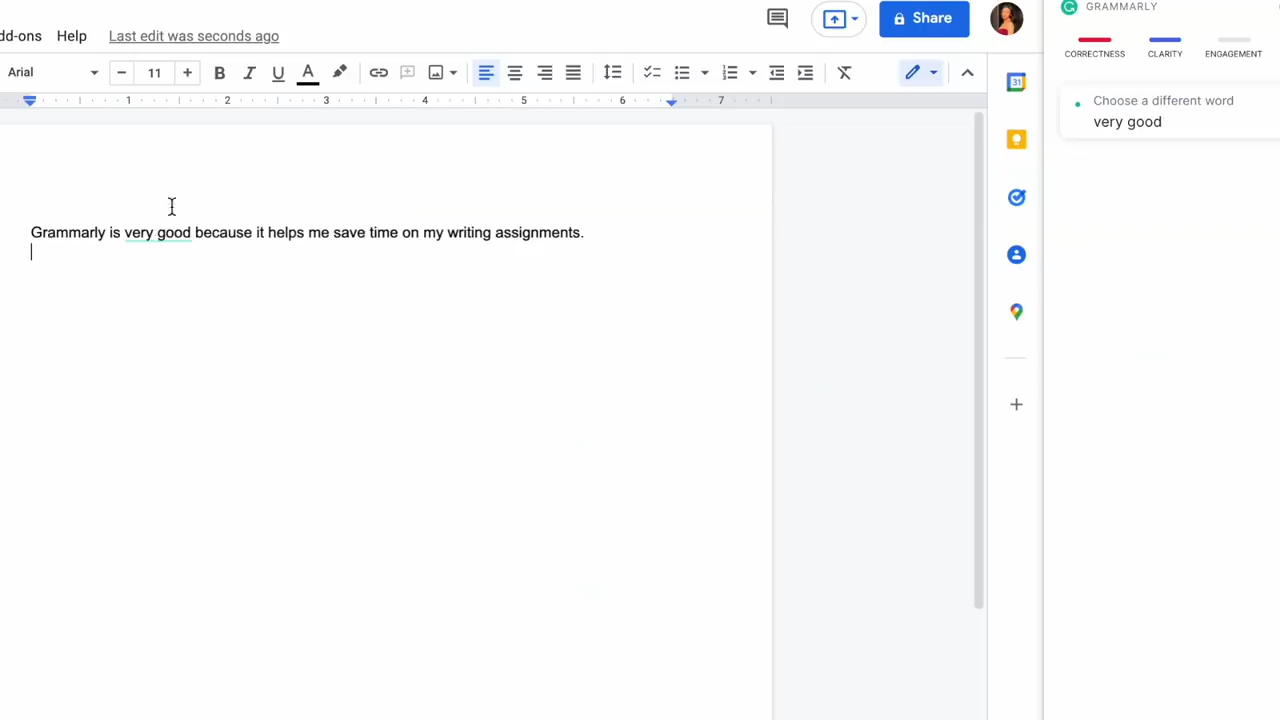 GRAMMARLY
Share
dd-ons Help Last edit was seconds ago
CORRECTNESS CLARITY ENGAGEMENT
Arial 11 B I U A
31
1 2 3 4 5 6 7
Choose a different word
very good
Grammarly is very good because it helps me save time on my writing assignments.